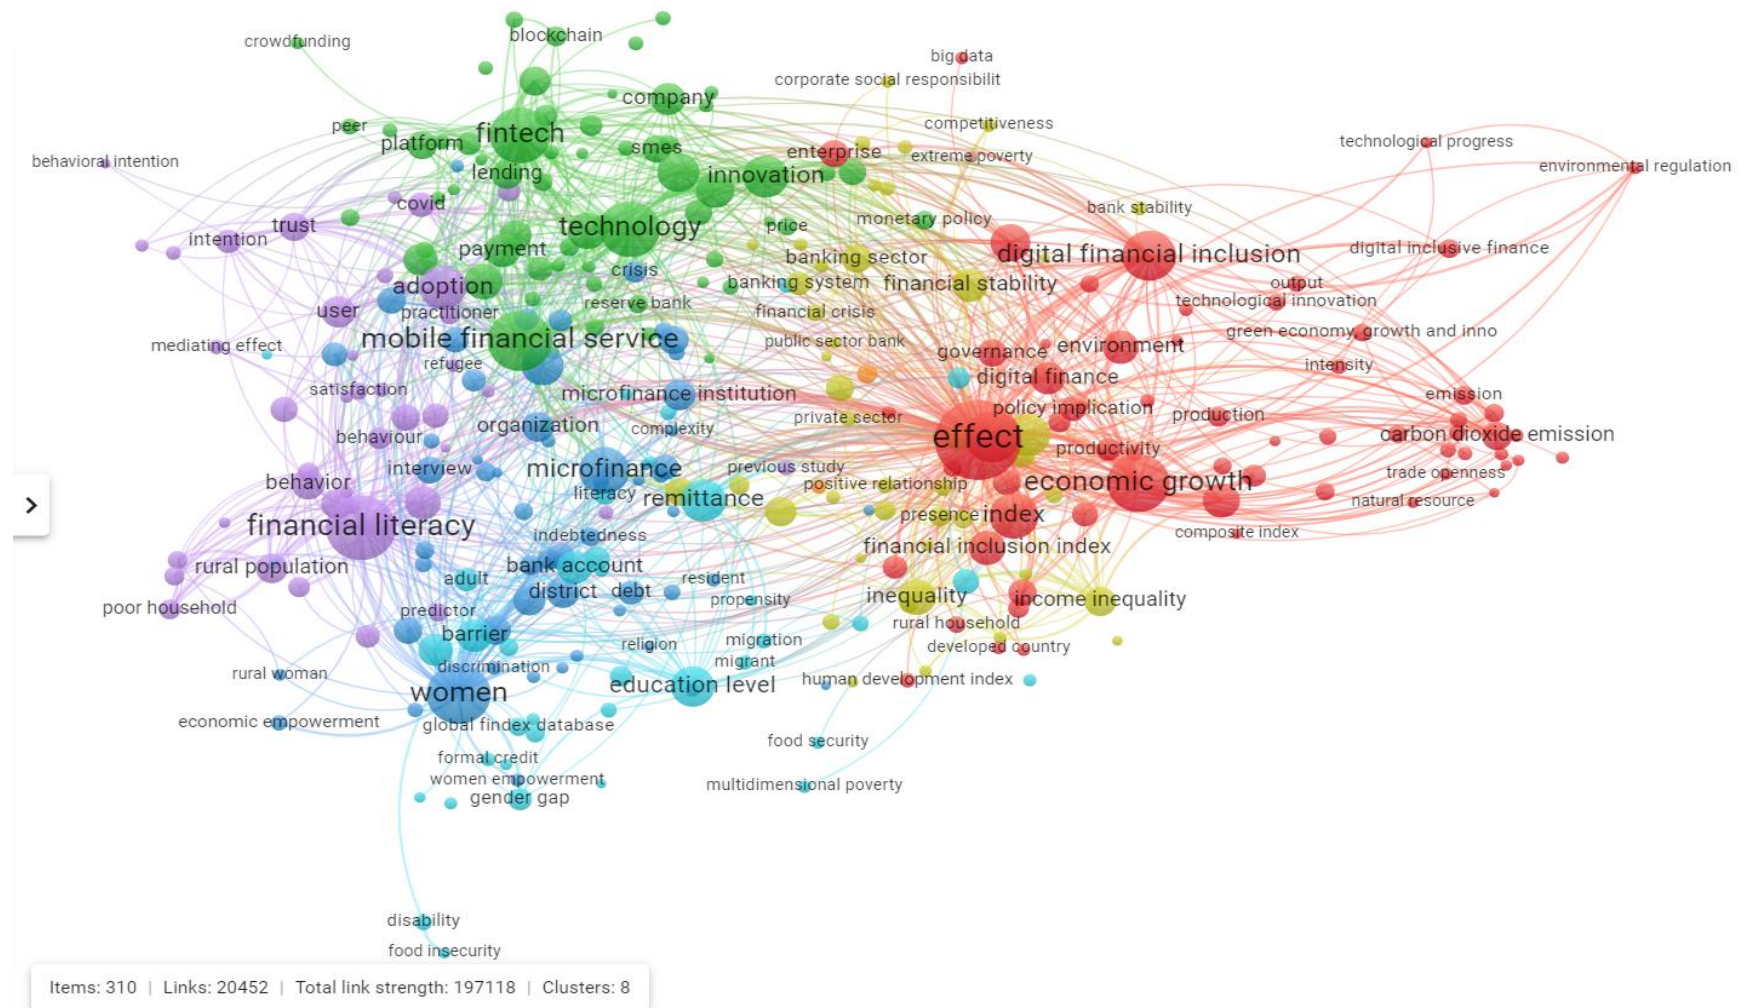 blockchain
crowdfunding
big data
corporate social responsibilit
company
competitiveness
peer
fintech
platform
smes
enterprise
extreme poverty
technological progress
behavioral intention
environmental regulation
lending
innovation
covid
bank stability
monetary policy
trust
technology
price
intention
payment
digital inclusive finance
digital financial inclusion
banking sector
crisis
adoption
banking system
financial stability
output
technological innovation
reserve bank
user
practitioner
financial crisis
green economy, growth and inno
mobile financial service
public sector bank
mediating effect
governance
environment
refugee
intensity
digital finance
satisfaction
microfinance institution
emission
policy implication
production
private sector
organization
complexity
behaviour
effect
carbon dioxide emission
productivity
interview
microfinance
previous study
trade openness
behavior
positive relationship
economic growth
literacy
remittance
natural resource
presence
index
financial literacy
indebtedness
composite index
financial inclusion index
rural population
bank account
adult
resident
district
debt
inequality
income inequality
propensity
poor household
predictor
rural household
barrier
religion
migration
developed country
migrant
discrimination
rural woman
human development index
education level
women
economic empowerment
global findex database
food security
formal credit
women empowerment
multidimensional poverty
gender gap
disability
food insecurity
Items: 310 | Links: 20452 | Total link strength: 197118 | Clusters: 8